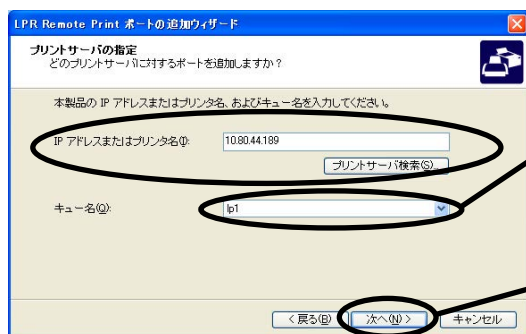 LPR Remote Print ポートの追加ウィザード
プリントサーバの指定
どのプリントサーバに対するポートを追加しますか？
本製品の IP アドレスまたはプリンタ名、およびキュー名を入力してください。
IP アドレスまたはプリンタ名(I):
10.80.44.189
プリントサーバ検索(S)...
キュー名(Q):
lp1
< 戻る(B)
次へ(N) >
キャンセル